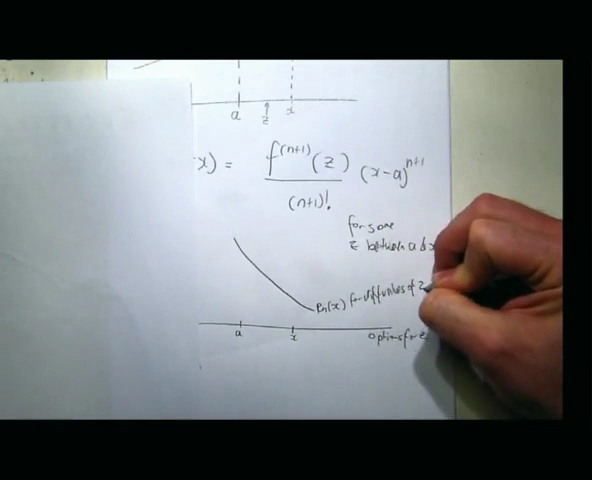 a z x
x) = f^(n+1)(z) / (n+1)! (x-a)^n+1
for some
z between a & x
Rn(x) for diff values of z
a x options for z